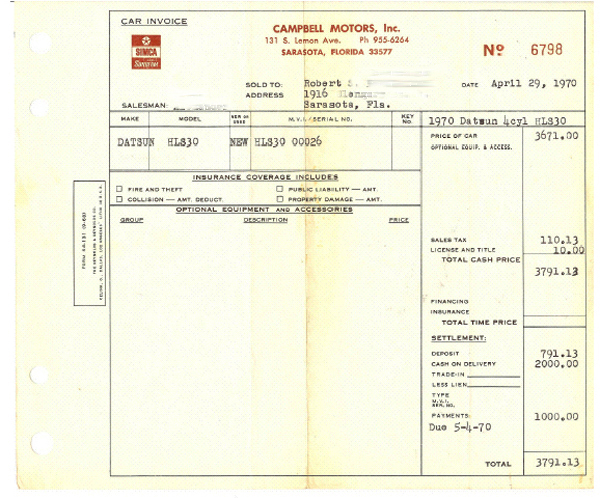 CAR INVOICE
SIMCA
CAMPBELL MOTORS, Inc.
131 S. Lemon Ave. Ph 955-6264
SARASOTA, FLORIDA 33577
No 6798
SOLD TO: Robert
DATE April 29, 1970
ADDRESS 1916
SALESMAN:
Sarasota, Fla.
MAKE MODEL NEW OR USED M.V.I./SERIAL NO. KEY NO.
1970 Datsun 4cyl HLS30
DATSUN HLS30 NEW HLS30 00026
PRICE OF CAR 3671.00
OPTIONAL EQUIP. & ACCESS.
INSURANCE COVERAGE INCLUDES
FIRE AND THEFT PUBLIC LIABILITY — AMT.
COLLISION — AMT. DEDUCT. PROPERTY DAMAGE — AMT.
OPTIONAL EQUIPMENT AND ACCESSORIES
GROUP DESCRIPTION PRICE
SALES TAX 110.13
LICENSE AND TITLE 10.00
TOTAL CASH PRICE 3791.13
FINANCING
INSURANCE
TOTAL TIME PRICE
SETTLEMENT:
DEPOSIT 791.13
CASH ON DELIVERY 2000.00
TRADE-IN
LESS LIEN
TYPE
M.V.I.
SER. NO.
PAYMENTS: 1000.00
Due 5-4-70
TOTAL 3791.13